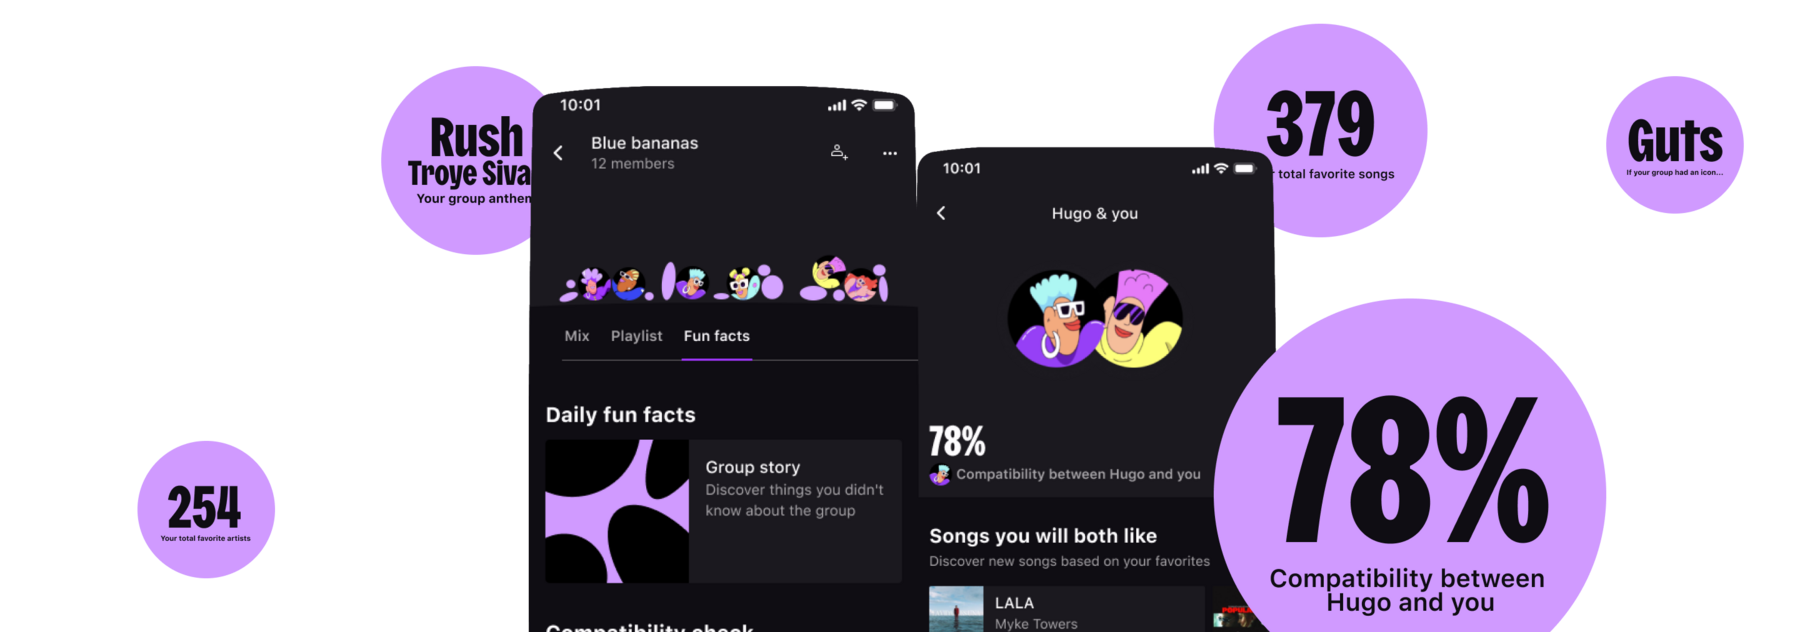 Rush
Troye Siva
Your group anthem
254
Your total favorite artists
10:01
Blue bananas
12 members
Mix
Playlist
Fun facts
Daily fun facts
Group story
Discover things you didn't
know about the group
Compatibility check
10:01
Hugo & you
78%
Compatibility between Hugo and you
Songs you will both like
Discover new songs based on your favorites
LALA
Myke Towers
379
total favorite songs
Guts
If your group had an icon...
78%
Compatibility between
Hugo and you